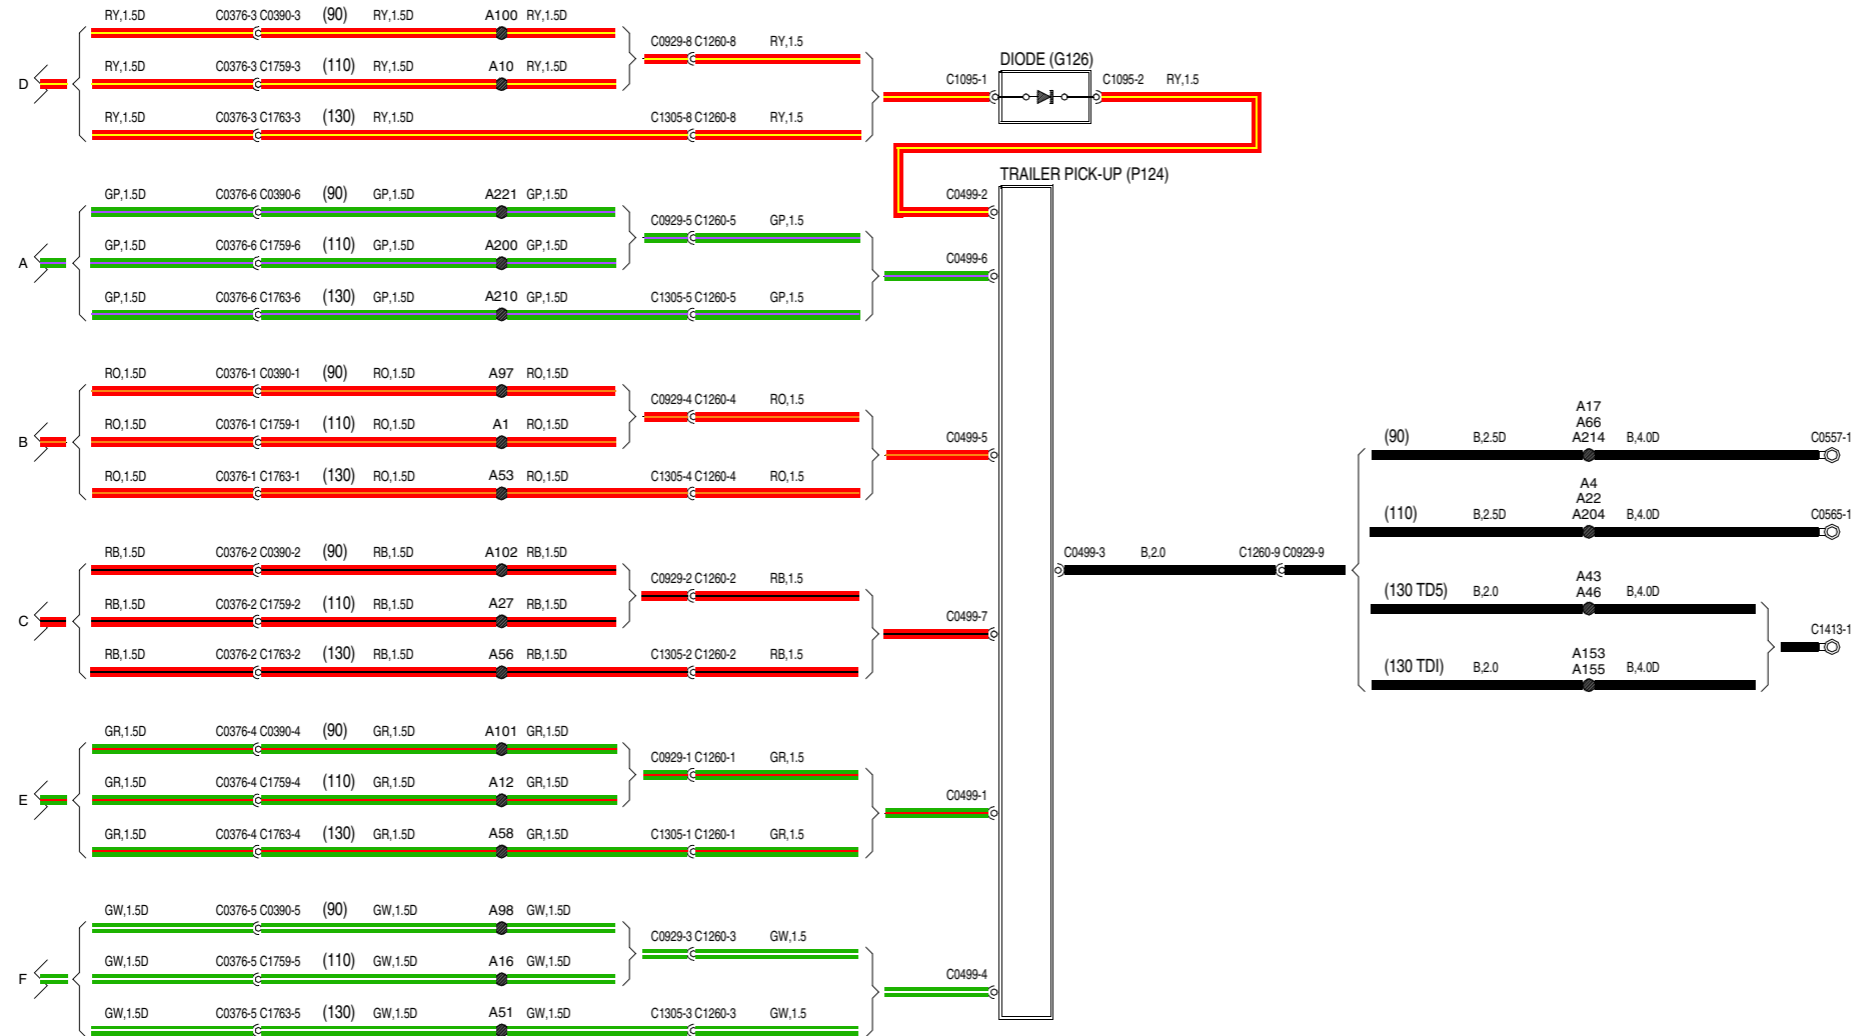 RY,1.5D C0376-3 C0390-3 (90) RY,1.5D A100 RY,1.5D
C0929-8 C1260-8 RY,1.5
D RY,1.5D C0376-3 C1759-3 (110) RY,1.5D A10 RY,1.5D
RY,1.5D C0376-3 C1763-3 (130) RY,1.5D C1305-8 C1260-8 RY,1.5
DIODE (G126)
C1095-1 C1095-2 RY,1.5
TRAILER PICK-UP (P124)
C0499-2
GP,1.5D C0376-6 C0390-6 (90) GP,1.5D A221 GP,1.5D
C0929-5 C1260-5 GP,1.5
A GP,1.5D C0376-6 C1759-6 (110) GP,1.5D A200 GP,1.5D
C0499-6
GP,1.5D C0376-6 C1763-6 (130) GP,1.5D A210 GP,1.5D C1305-5 C1260-5 GP,1.5
RO,1.5D C0376-1 C0390-1 (90) RO,1.5D A97 RO,1.5D
C0929-4 C1260-4 RO,1.5
B RO,1.5D C0376-1 C1759-1 (110) RO,1.5D A1 RO,1.5D
C0499-5
RO,1.5D C0376-1 C1763-1 (130) RO,1.5D A53 RO,1.5D C1305-4 C1260-4 RO,1.5
RB,1.5D C0376-2 C0390-2 (90) RB,1.5D A102 RB,1.5D
C0929-2 C1260-2 RB,1.5
C RB,1.5D C0376-2 C1759-2 (110) RB,1.5D A27 RB,1.5D
C0499-7
RB,1.5D C0376-2 C1763-2 (130) RB,1.5D A56 RB,1.5D C1305-2 C1260-2 RB,1.5
GR,1.5D C0376-4 C0390-4 (90) GR,1.5D A101 GR,1.5D
C0929-1 C1260-1 GR,1.5
E GR,1.5D C0376-4 C1759-4 (110) GR,1.5D A12 GR,1.5D
C0499-1
GR,1.5D C0376-4 C1763-4 (130) GR,1.5D A58 GR,1.5D C1305-1 C1260-1 GR,1.5
GW,1.5D C0376-5 C0390-5 (90) GW,1.5D A98 GW,1.5D
C0929-3 C1260-3 GW,1.5
F GW,1.5D C0376-5 C1759-5 (110) GW,1.5D A16 GW,1.5D
C0499-4
GW,1.5D C0376-5 C1763-5 (130) GW,1.5D A51 GW,1.5D C1305-3 C1260-3 GW,1.5
C0499-3 B,2.0 C1260-9 C0929-9
A17
A66
(90) B,2.5D A214 B,4.0D C0557-1
A4
A22
(110) B,2.5D A204 B,4.0D C0565-1
A43
(130 TD5) B,2.0 A46 B,4.0D
C1413-1
A153
(130 TDI) B,2.0 A155 B,4.0D